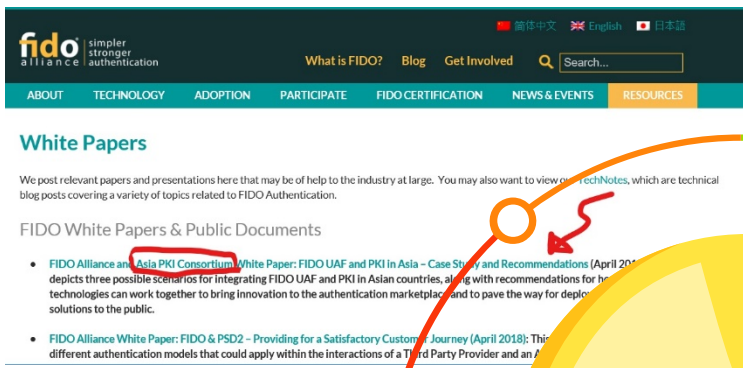 简体中文 English 日本語
fido alliance simpler stronger authentication
What is FIDO? Blog Get Involved Search...
ABOUT TECHNOLOGY ADOPTION PARTICIPATE FIDO CERTIFICATION NEWS & EVENTS RESOURCES
White Papers
We post relevant papers and presentations here that may be of help to the industry at large. You may also want to view our TechNotes, which are technical
blog posts covering a variety of topics related to FIDO Authentication.
FIDO White Papers & Public Documents
• FIDO Alliance and Asia PKI Consortium White Paper: FIDO UAF and PKI in Asia – Case Study and Recommendations (April
depicts three possible scenarios for integrating FIDO UAF and PKI in Asian countries, along with recommendations for
technologies can work together to bring innovation to the authentication marketplace and to pave the way for
solutions to the public.
• FIDO Alliance White Paper: FIDO & PSD2 – Providing for a Satisfactory Customer Journey (April 2018):
different authentication models that could apply within the interactions of a Third Party Provider and an